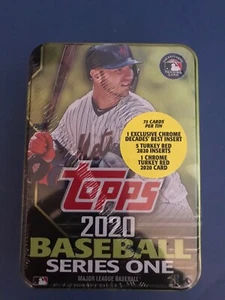 75 CARDS
PER TIN
1 EXCLUSIVE CHROME
DECADES' BEST INSERT
5 TURKEY RED
2020 INSERTS
1 CHROME
TURKEY RED
2020 CARD
TOPPS
2020
BASEBALL
SERIES ONE
MAJOR LEAGUE BASEBALL